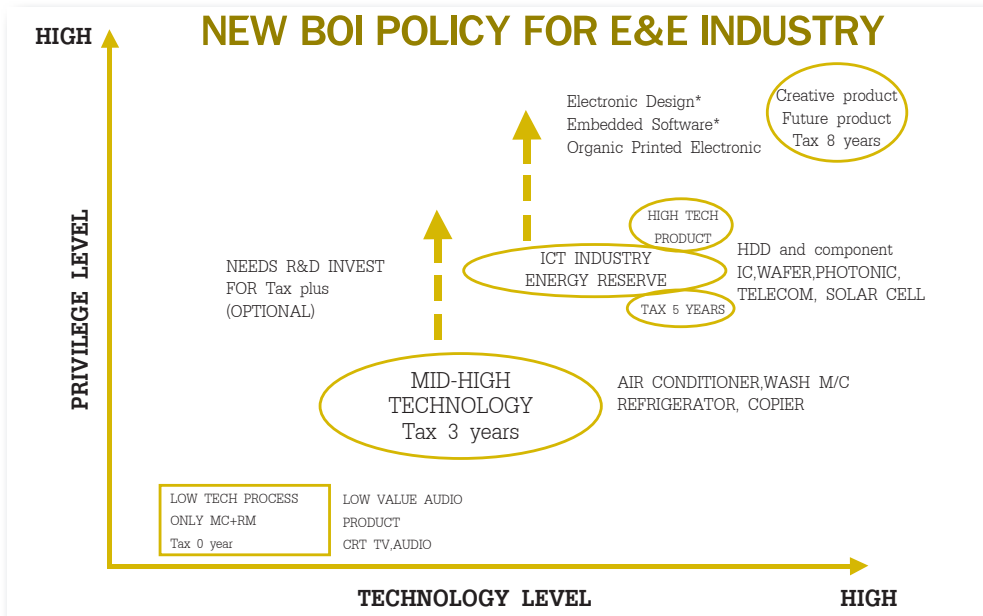 NEW BOI POLICY FOR E&E INDUSTRY
HIGH
PRIVILEGE LEVEL
Electronic Design*
Embedded Software*
Organic Printed Electronic
Creative product
Future product
Tax 8 years
HIGH TECH
PRODUCT
ICT INDUSTRY
ENERGY RESERVE
TAX 5 YEARS
HDD and component
IC,WAFER,PHOTONIC,
TELECOM, SOLAR CELL
NEEDS R&D INVEST
FOR Tax plus
(OPTIONAL)
MID-HIGH
TECHNOLOGY
Tax 3 years
AIR CONDITIONER,WASH M/C
REFRIGERATOR, COPIER
LOW TECH PROCESS
ONLY MC+RM
Tax 0 year
LOW VALUE AUDIO
PRODUCT
CRT TV,AUDIO
TECHNOLOGY LEVEL
HIGH